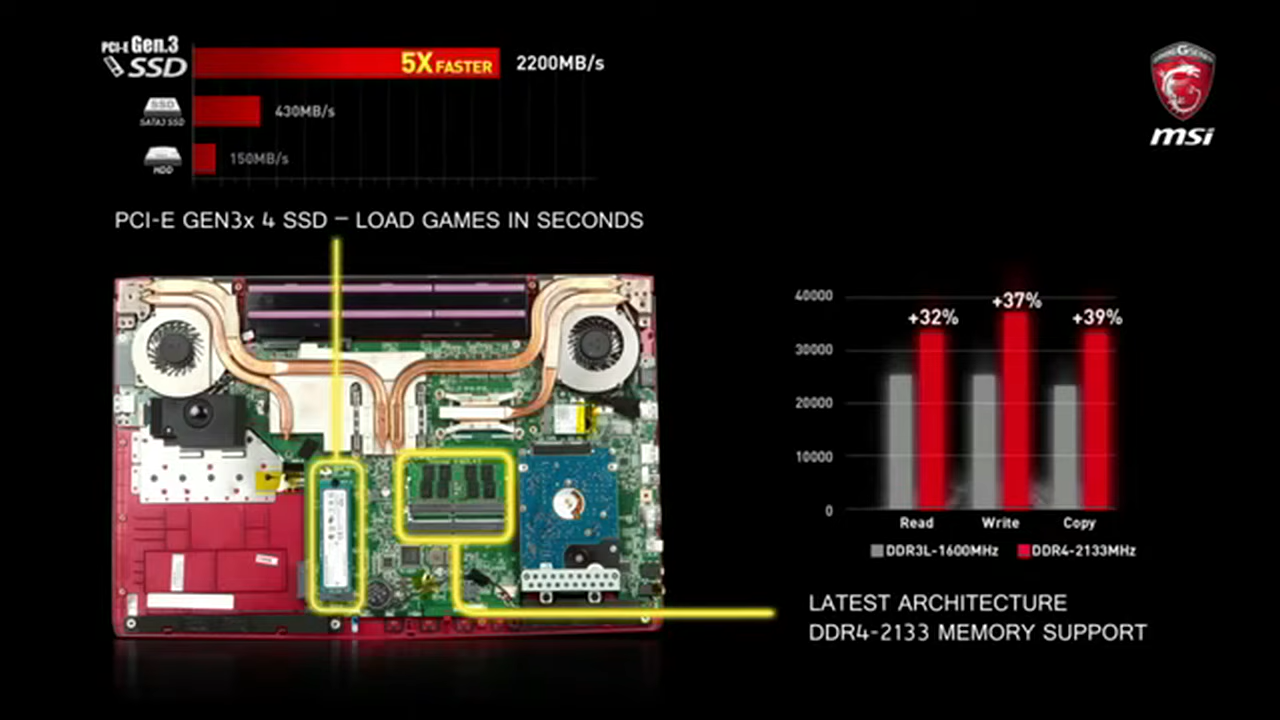 PCI-E Gen.3
SSD
5X FASTER
2200MB/s
SSD
SATA3 SSD
430MB/s
HDD
150MB/s
GAMING G SERIES
msi
PCI-E GEN3x 4 SSD – LOAD GAMES IN SECONDS
40000
30000
20000
10000
0
+32%
+37%
+39%
Read
Write
Copy
DDR3L-1600MHz
DDR4-2133MHz
LATEST ARCHITECTURE
DDR4-2133 MEMORY SUPPORT